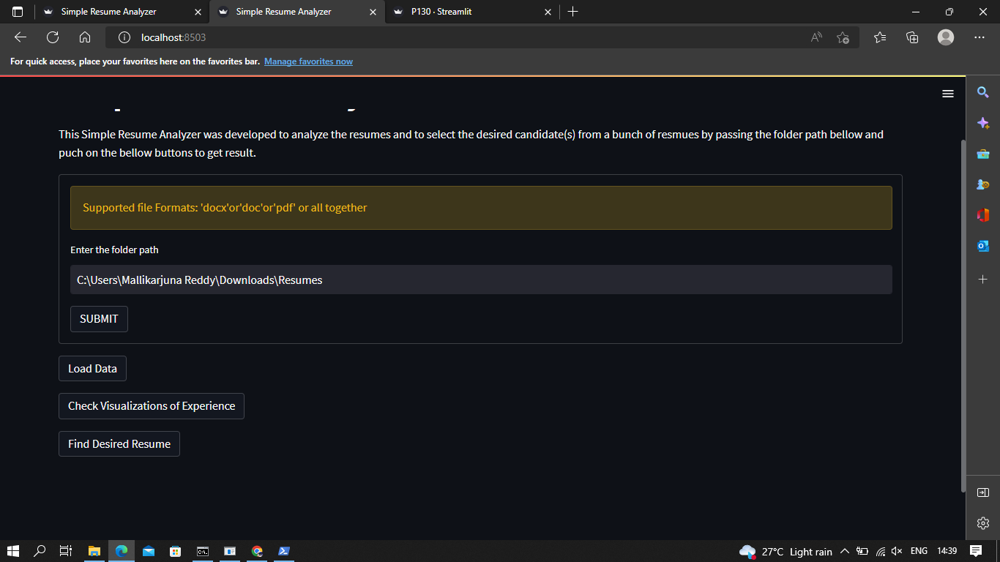 Simple Resume Analyzer
Simple Resume Analyzer
P130 · Streamlit
localhost:8503
For quick access, place your favorites here on the favorites bar. Manage favorites now
This Simple Resume Analyzer was developed to analyze the resumes and to select the desired candidate(s) from a bunch of resmues by passing the folder path bellow and
puch on the bellow buttons to get result.
Supported file Formats: 'docx'or'doc'or'pdf' or all together
Enter the folder path
C:\Users\Mallikarjuna Reddy\Downloads\Resumes
SUBMIT
Load Data
Check Visualizations of Experience
Find Desired Resume
27°C Light rain
ENG
14:39